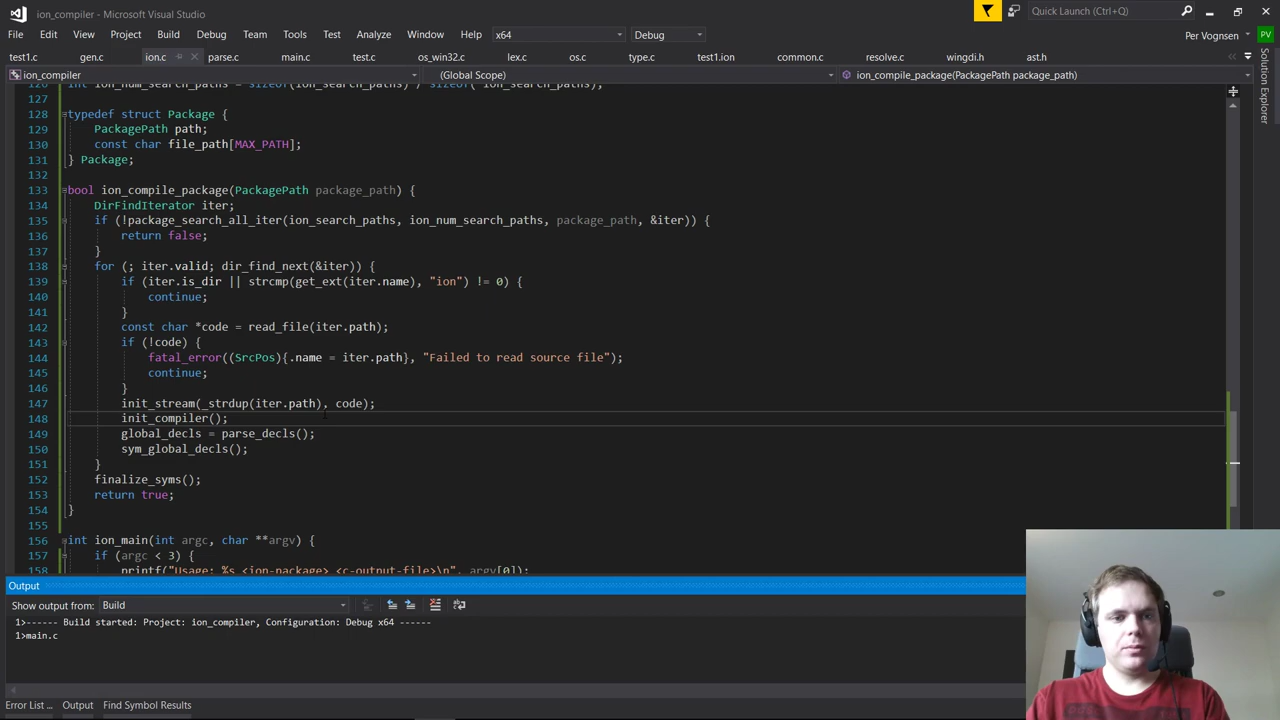 ion_compiler - Microsoft Visual Studio
Quick Launch (Ctrl+Q)
File Edit View Project Build Debug Team Tools Test Analyze Window Help x64 Debug Per Vognsen PV
test1.c gen.c ion.c parse.c main.c test.c os_win32.c lex.c os.c type.c test1.ion common.c resolve.c wingdi.h ast.h
ion_compiler (Global Scope) ion_compile_package(PackagePath package_path)
Solution Explorer
126 int ion_num_search_paths = sizeof(ion_search_paths) / sizeof(*ion_search_paths);
127
128 typedef struct Package {
129 PackagePath path;
130 const char file_path[MAX_PATH];
131 } Package;
132
133 bool ion_compile_package(PackagePath package_path) {
134 DirFindIterator iter;
135 if (!package_search_all_iter(ion_search_paths, ion_num_search_paths, package_path, &iter)) {
136 return false;
137 }
138 for (; iter.valid; dir_find_next(&iter)) {
139 if (iter.is_dir || strcmp(get_ext(iter.name), "ion") != 0) {
140 continue;
141 }
142 const char *code = read_file(iter.path);
143 if (!code) {
144 fatal_error((SrcPos){.name = iter.path}, "Failed to read source file");
145 continue;
146 }
147 init_stream(_strdup(iter.path), code);
148 init_compiler();
149 global_decls = parse_decls();
150 sym_global_decls();
151 }
152 finalize_syms();
153 return true;
154 }
155
156 int ion_main(int argc, char **argv) {
157 if (argc < 3) {
158 printf("Usage: %s <ion-package> <c-output-file>\n", argv[0]);
Output
Show output from: Build
1>------ Build started: Project: ion_compiler, Configuration: Debug x64 ------
1>main.c
Error List ... Output Find Symbol Results